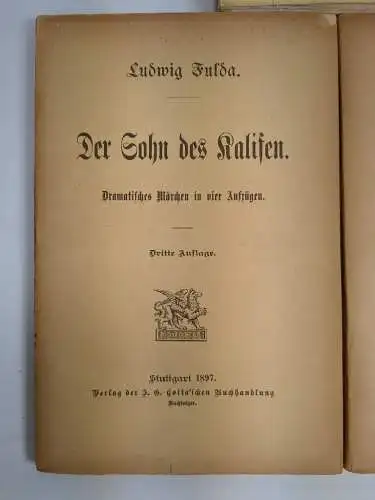 Ludwig Fulda.
Der Sohn des Kalifen.
Dramatisches Märchen in vier Aufzügen.
Dritte Auflage.
Stuttgart 1897.
Verlag der J. G. Cotta'schen Buchhandlung
Nachfolger.